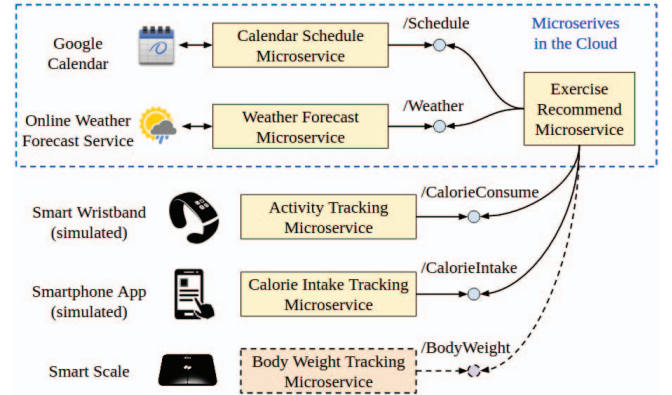 Google
Calendar
Calendar Schedule
Microservice
/Schedule
Microserives
in the Cloud
Online Weather
Forecast Service
Weather Forecast
Microservice
/Weather
Exercise
Recommend
Microservice
Smart Wristband
(simulated)
Activity Tracking
Microservice
/CalorieConsume
Smartphone App
(simulated)
Calorie Intake Tracking
Microservice
/CalorieIntake
Smart Scale
Body Weight Tracking
Microservice
/BodyWeight